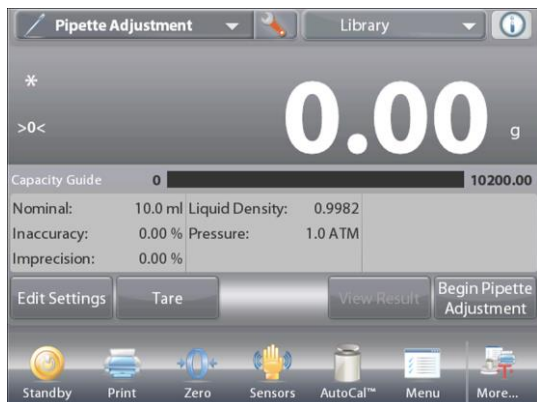 Pipette Adjustment Library
*
>0<
0.00 g
Capacity Guide 0 10200.00
Nominal: 10.0 ml Liquid Density: 0.9982
Inaccuracy: 0.00 % Pressure: 1.0 ATM
Imprecision: 0.00 %
Edit Settings Tare View Result Begin Pipette
Adjustment
Standby Print Zero Sensors AutoCal™ Menu More...